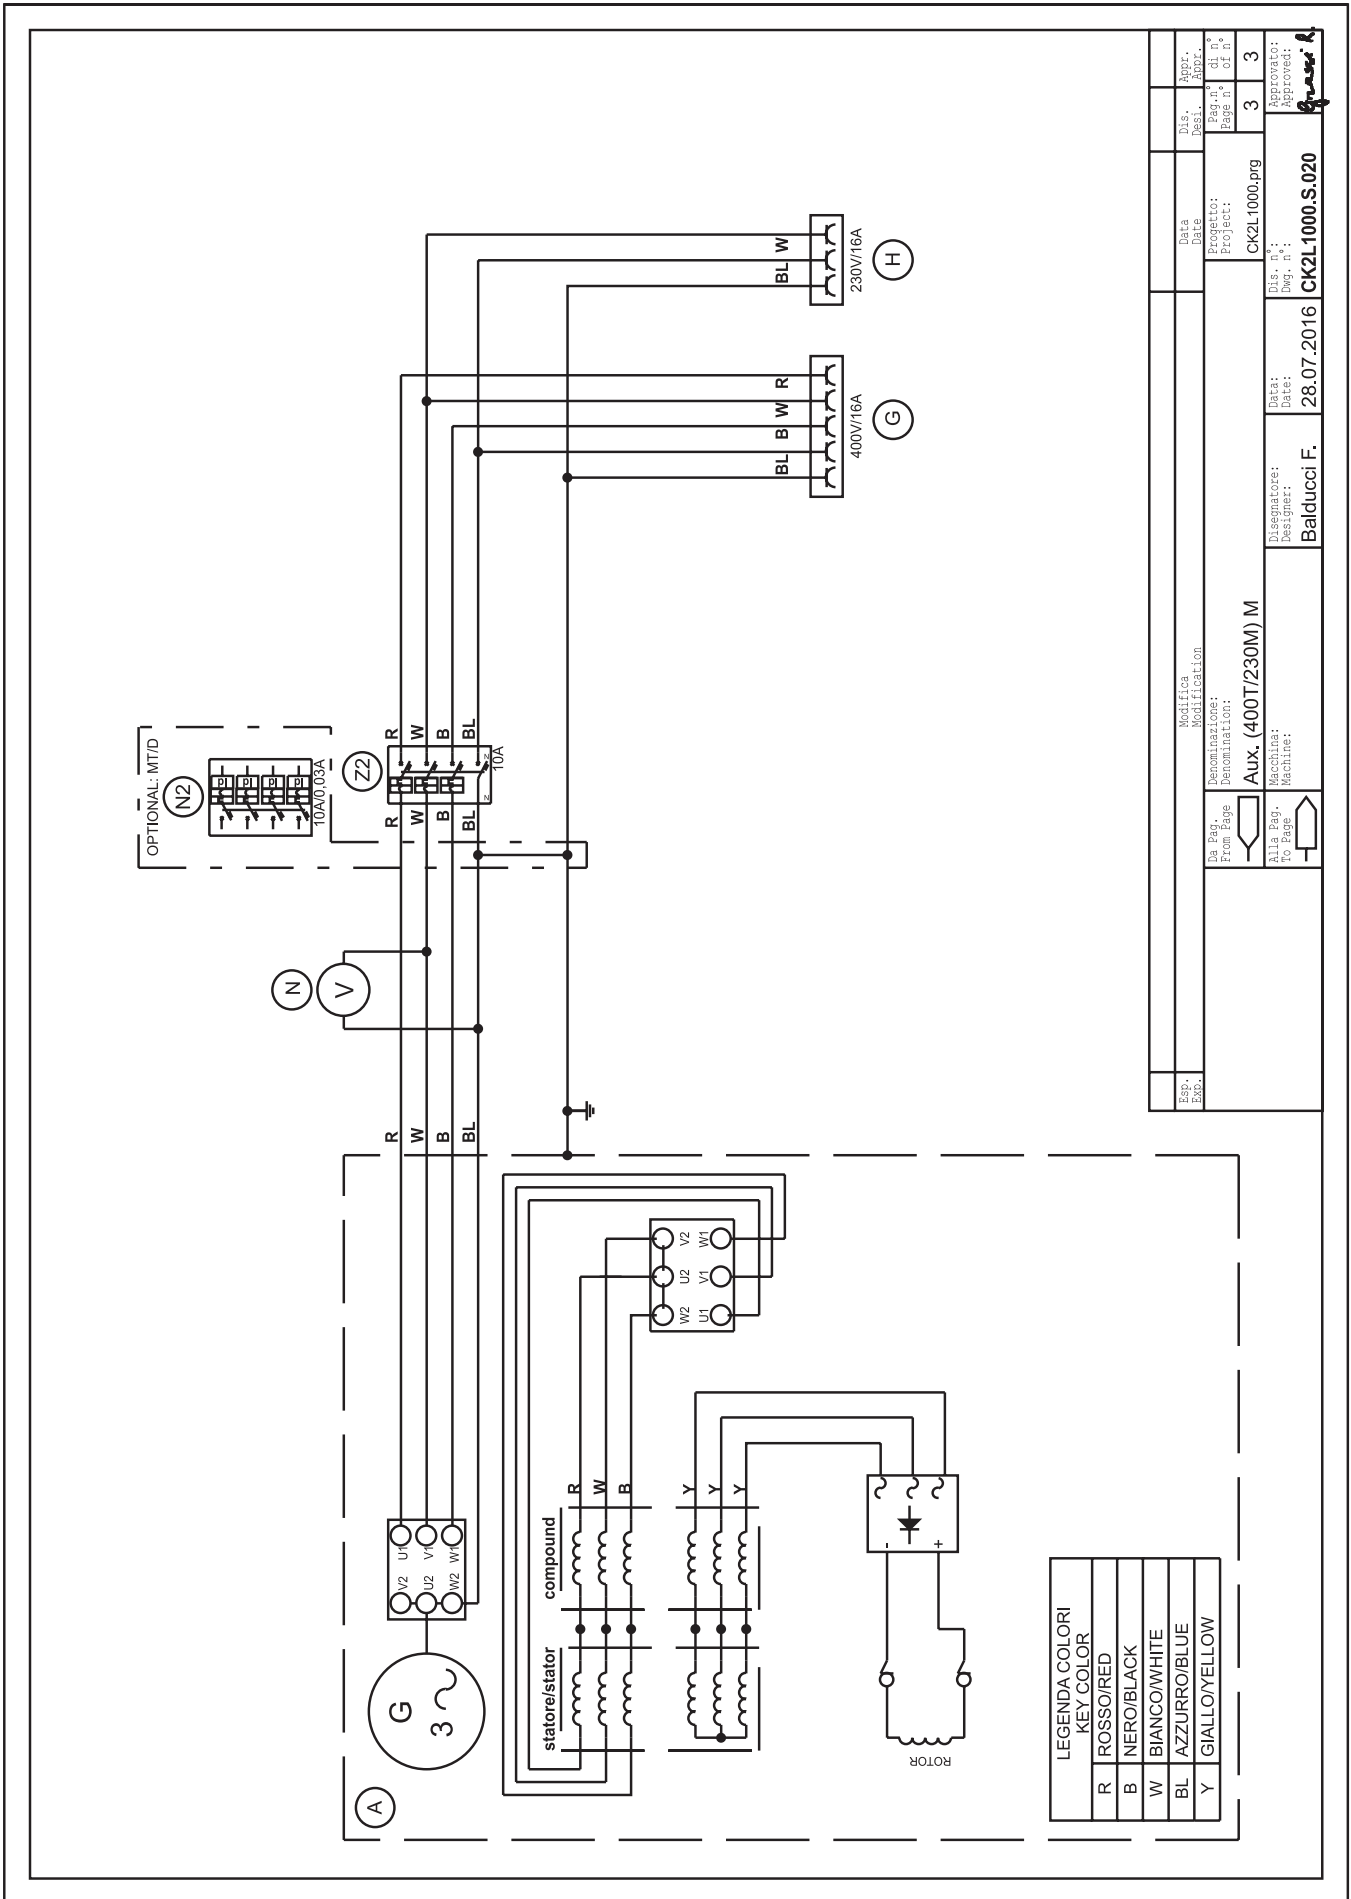 A
G
3
V2
U1
U2
V1
W2
W1
R
W
B
BL
N
V
OPTIONAL: MT/D
N2
Id
Id
Id
Id
10A/0,03A
R
W
B
BL
Z2
R
W
B
BL
N
N
10A
statore/stator
compound
R
W
B
Y
Y
Y
W2
U2
V2
U1
V1
W1
-
+
ROTOR
BL
B
W
R
400V/16A
G
BL
W
230V/16A
H
LEGENDA COLORI
KEY COLOR
R ROSSO/RED
B NERO/BLACK
W BIANCO/WHITE
BL AZZURRO/BLUE
Y GIALLO/YELLOW
Esp.
Exp.
Modifica
Modification
Data
Date
Dis.
Desi.
Appr.
Appr.
Da Pag.
From Page
Denominazione:
Denomination:
Aux. (400T/230M) M
Progetto:
Project:
CK2L1000.prg
Pag.n°
Page n°
3
di n°
of n°
3
Alla Pag.
To Page
Macchina:
Machine:
Disegnatore:
Designer:
Balducci F.
Data:
Date:
28.07.2016
Dis. n°:
Dwg. n°:
CK2L1000.S.020
Approvato:
Approved: